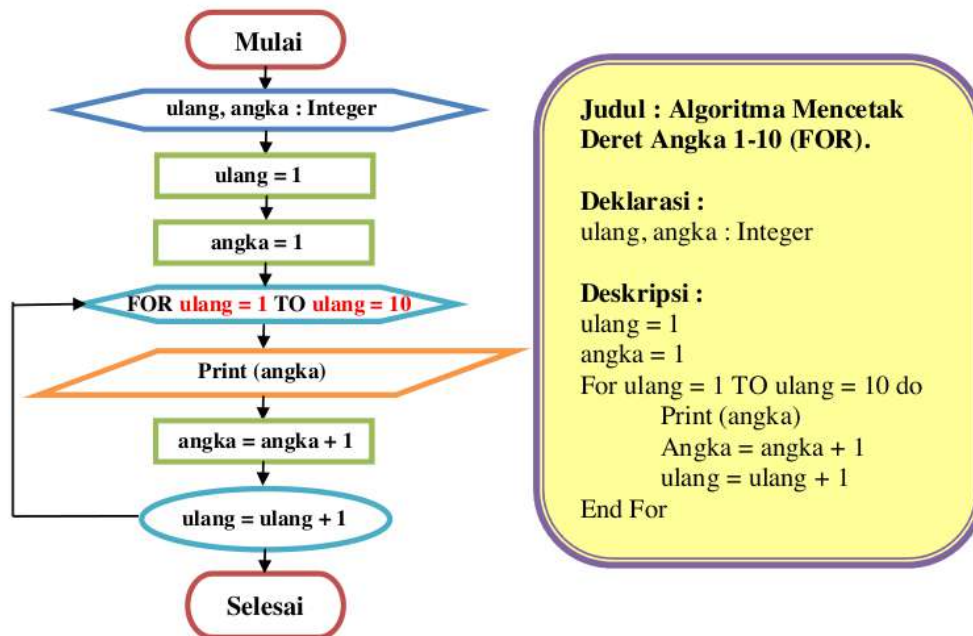 Mulai
ulang, angka : Integer
ulang = 1
angka = 1
FOR ulang = 1 TO ulang = 10
Print (angka)
angka = angka + 1
ulang = ulang + 1
Selesai
Judul : Algoritma Mencetak
Deret Angka 1-10 (FOR).
Deklarasi :
ulang, angka : Integer
Deskripsi :
ulang = 1
angka = 1
For ulang = 1 TO ulang = 10 do
Print (angka)
Angka = angka + 1
ulang = ulang + 1
End For